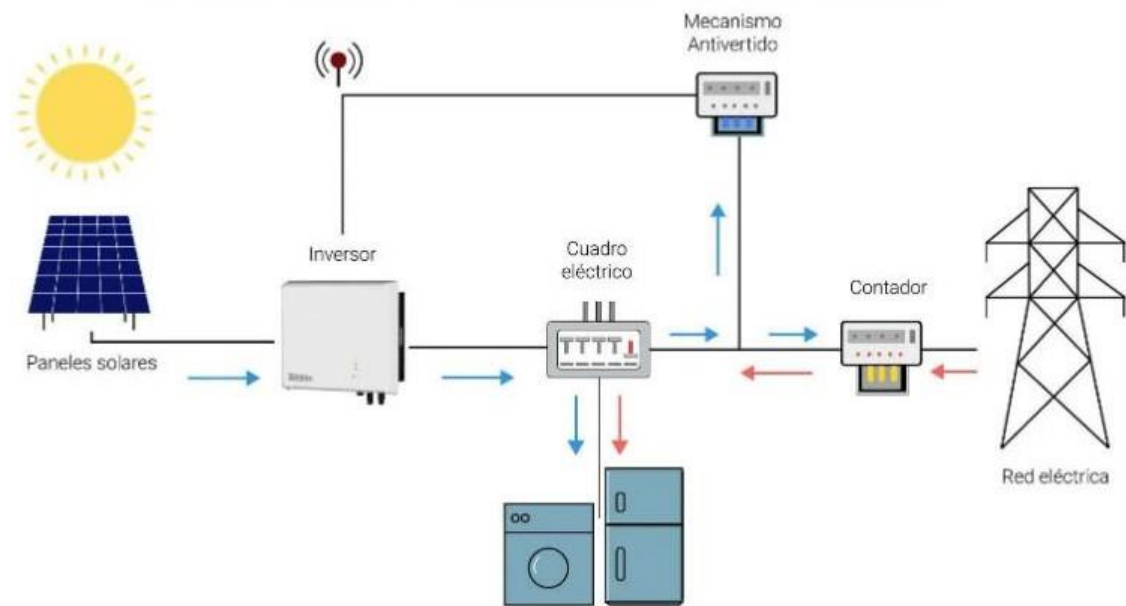 Mecanismo
Antivertido
Inversor
Cuadro
eléctrico
Contador
Paneles solares
Red eléctrica